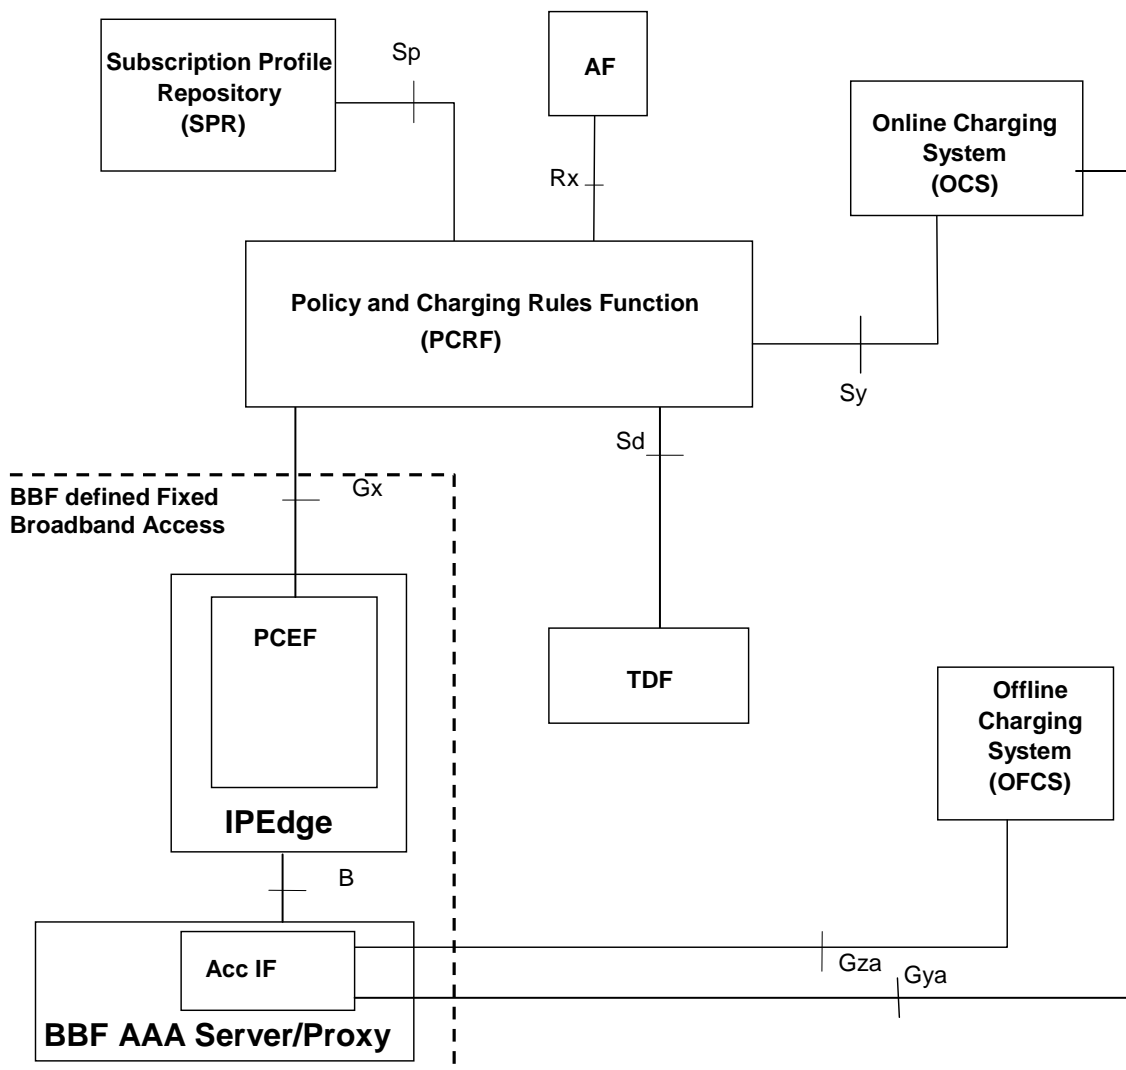 Subscription Profile
Repository
(SPR)
Sp
AF
Online Charging
System
(OCS)
Rx
Policy and Charging Rules Function
(PCRF)
Sy
Sd
Gx
BBF defined Fixed
Broadband Access
PCEF
TDF
Offline
Charging
System
(OFCS)
IPEdge
B
Acc IF
Gza
Gya
BBF AAA Server/Proxy